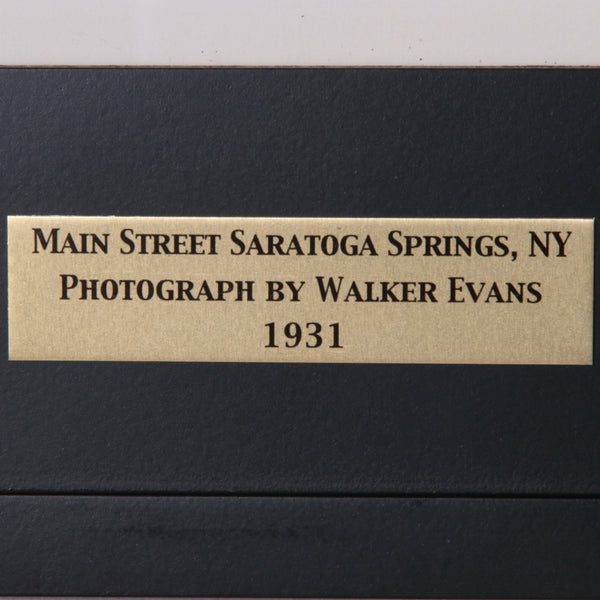 Main Street Saratoga Springs, NY
Photograph by Walker Evans
1931